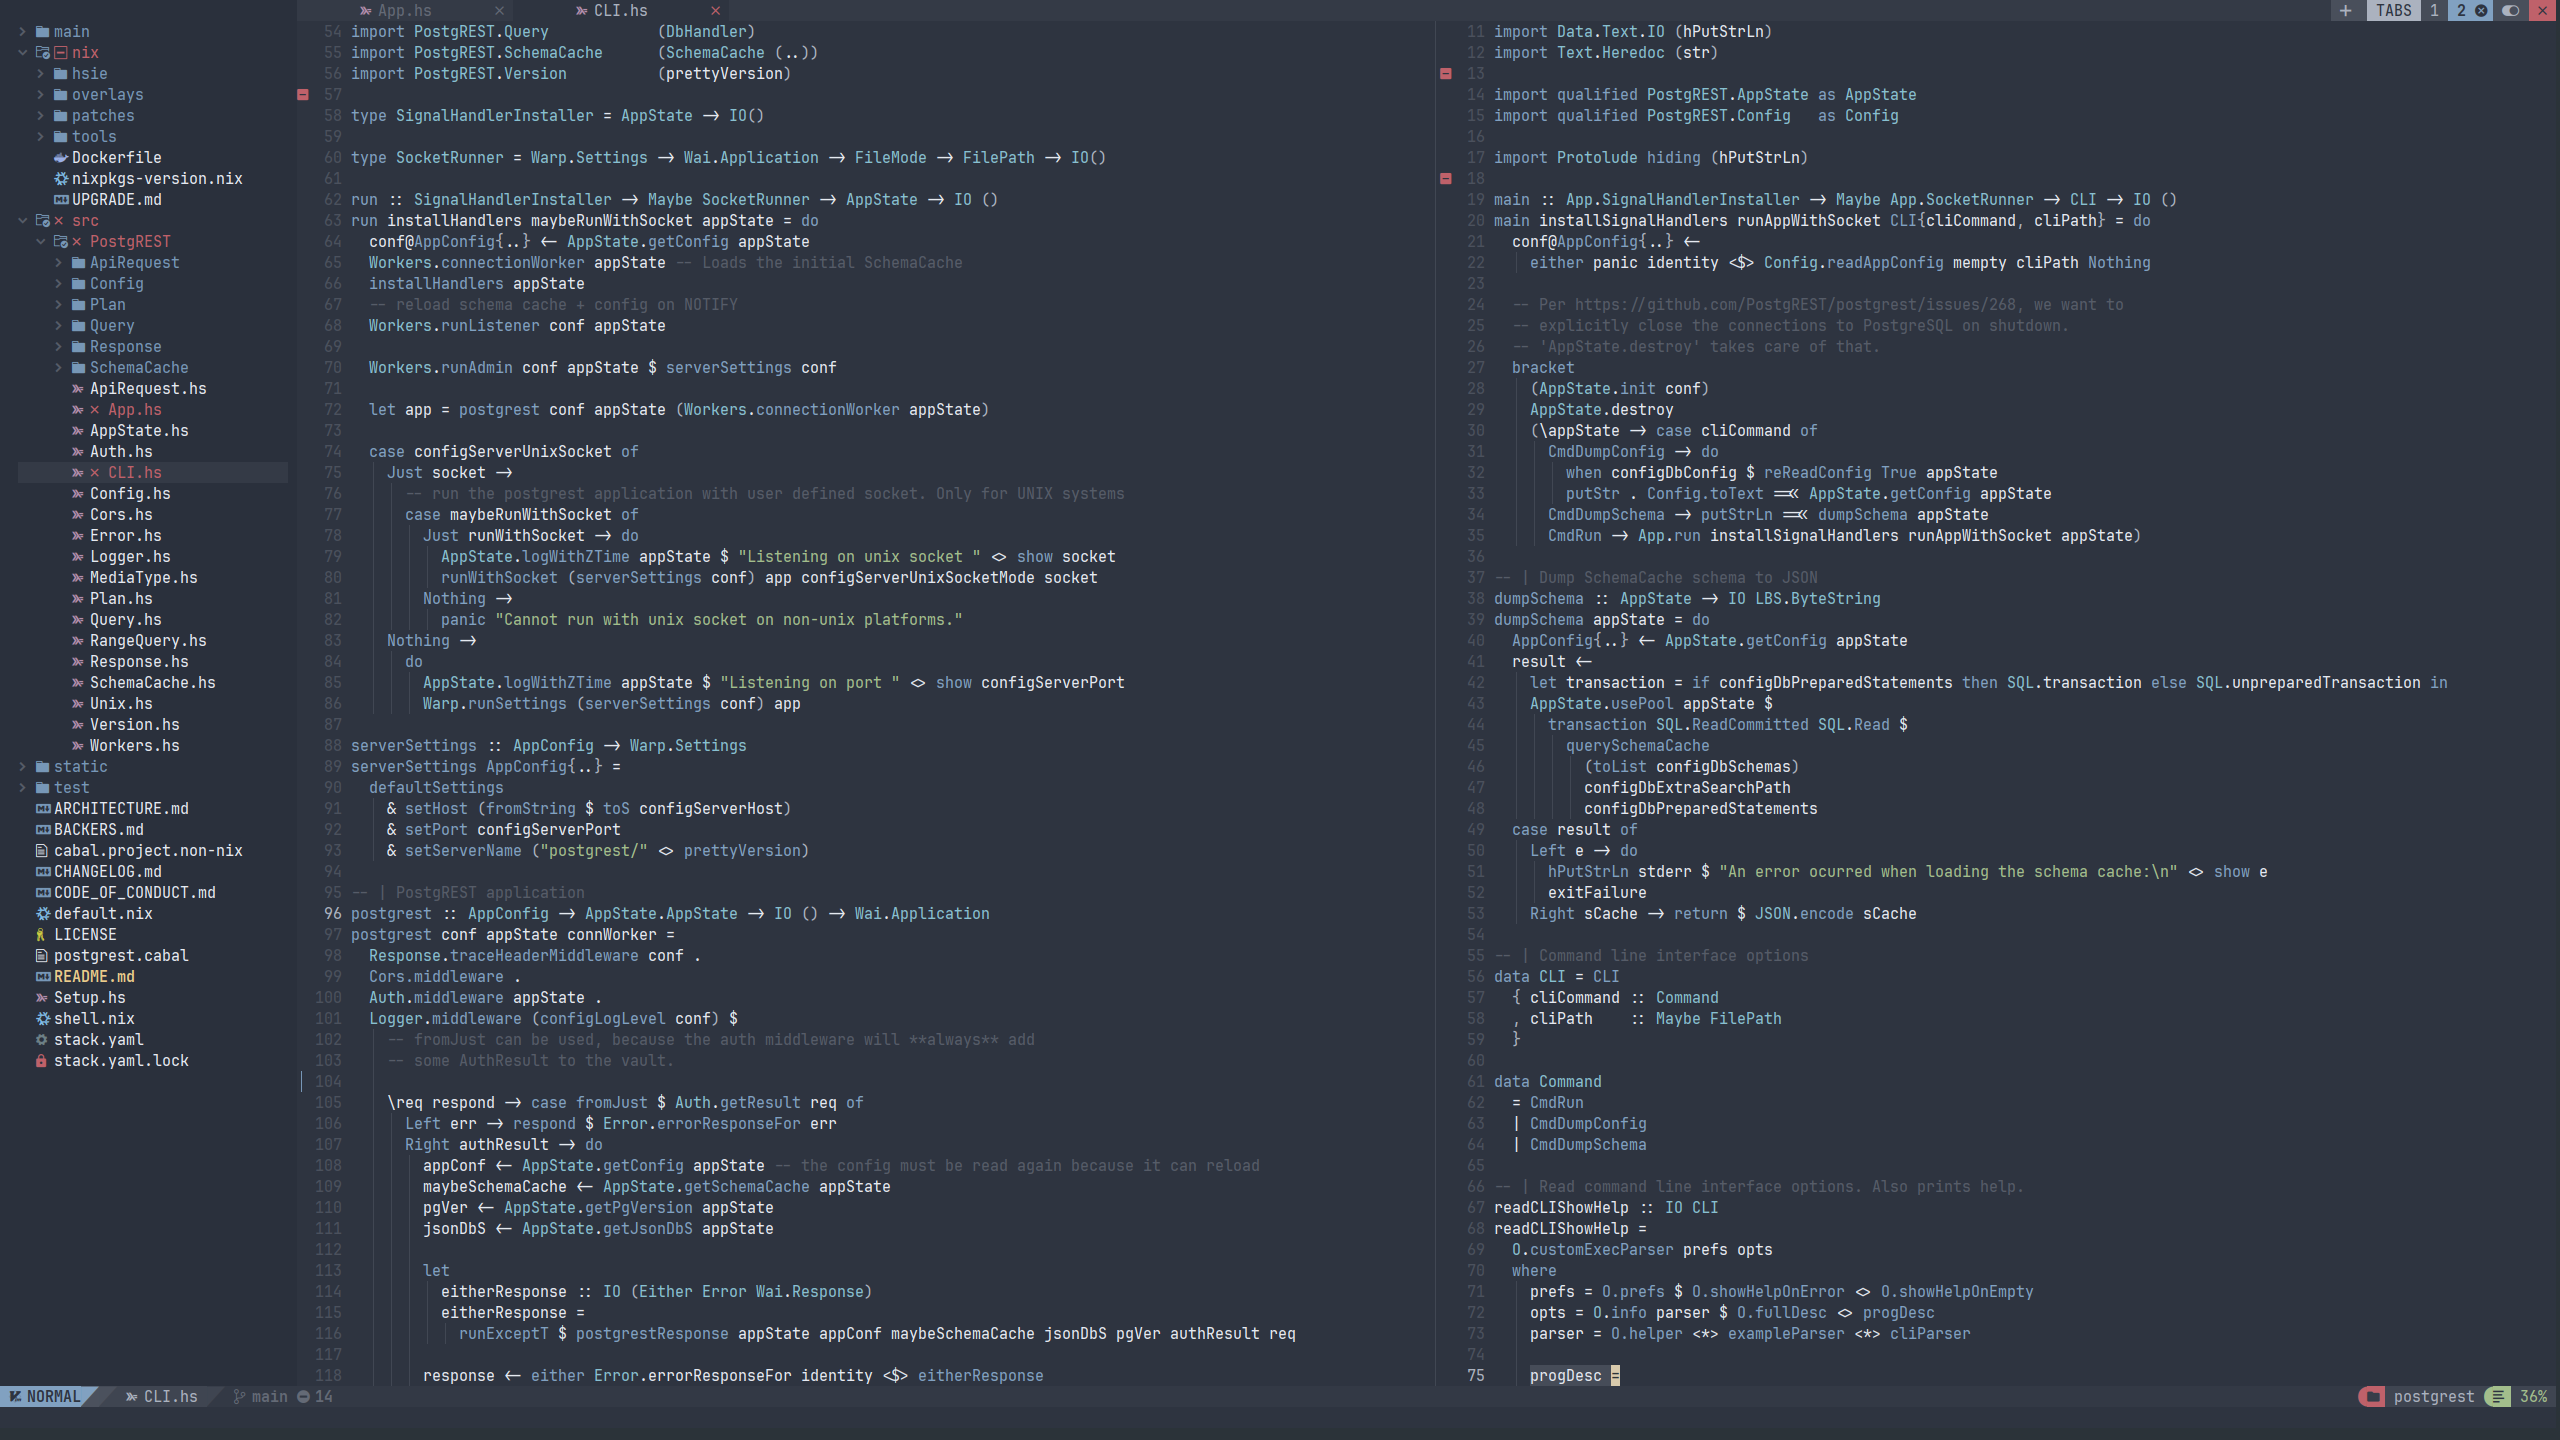 App.hs
CLI.hs
+ TABS 1 2
main
nix
hsie
overlays
patches
tools
Dockerfile
nixpkgs-version.nix
UPGRADE.md
src
PostgREST
ApiRequest
Config
Plan
Query
Response
SchemaCache
ApiRequest.hs
App.hs
AppState.hs
Auth.hs
CLI.hs
Config.hs
Cors.hs
Error.hs
Logger.hs
MediaType.hs
Plan.hs
Query.hs
RangeQuery.hs
Response.hs
SchemaCache.hs
Unix.hs
Version.hs
Workers.hs
static
test
ARCHITECTURE.md
BACKERS.md
cabal.project.non-nix
CHANGELOG.md
CODE_OF_CONDUCT.md
default.nix
LICENSE
postgrest.cabal
README.md
Setup.hs
shell.nix
stack.yaml
stack.yaml.lock
54 import PostgREST.Query            (DbHandler)
55 import PostgREST.SchemaCache      (SchemaCache (..))
56 import PostgREST.Version          (prettyVersion)
57
58 type SignalHandlerInstaller = AppState -> IO()
59
60 type SocketRunner = Warp.Settings -> Wai.Application -> FileMode -> FilePath -> IO()
61
62 run :: SignalHandlerInstaller -> Maybe SocketRunner -> AppState -> IO ()
63 run installHandlers maybeRunWithSocket appState = do
64   conf@AppConfig{..} <- AppState.getConfig appState
65   Workers.connectionWorker appState -- Loads the initial SchemaCache
66   installHandlers appState
67   -- reload schema cache + config on NOTIFY
68   Workers.runListener conf appState
69
70   Workers.runAdmin conf appState $ serverSettings conf
71
72   let app = postgrest conf appState (Workers.connectionWorker appState)
73
74   case configServerUnixSocket of
75     Just socket ->
76       -- run the postgrest application with user defined socket. Only for UNIX systems
77       case maybeRunWithSocket of
78         Just runWithSocket -> do
79           AppState.logWithZTime appState $ "Listening on unix socket " <> show socket
80           runWithSocket (serverSettings conf) app configServerUnixSocketMode socket
81         Nothing ->
82           panic "Cannot run with unix socket on non-unix platforms."
83     Nothing ->
84       do
85         AppState.logWithZTime appState $ "Listening on port " <> show configServerPort
86         Warp.runSettings (serverSettings conf) app
87
88 serverSettings :: AppConfig -> Warp.Settings
89 serverSettings AppConfig{..} =
90   defaultSettings
91     & setHost (fromString $ toS configServerHost)
92     & setPort configServerPort
93     & setServerName ("postgrest/" <> prettyVersion)
94
95 -- | PostgREST application
96 postgrest :: AppConfig -> AppState.AppState -> IO () -> Wai.Application
97 postgrest conf appState connWorker =
98   Response.traceHeaderMiddleware conf .
99   Cors.middleware .
100   Auth.middleware appState .
101   Logger.middleware (configLogLevel conf) $
102     -- fromJust can be used, because the auth middleware will **always** add
103     -- some AuthResult to the vault.
104
105     \req respond -> case fromJust $ Auth.getResult req of
106       Left err -> respond $ Error.errorResponseFor err
107       Right authResult -> do
108         appConf <- AppState.getConfig appState -- the config must be read again because it can reload
109         maybeSchemaCache <- AppState.getSchemaCache appState
110         pgVer <- AppState.getPgVersion appState
111         jsonDbS <- AppState.getJsonDbS appState
112
113         let
114           eitherResponse :: IO (Either Error Wai.Response)
115           eitherResponse =
116             runExceptT $ postgrestResponse appState appConf maybeSchemaCache jsonDbS pgVer authResult req
117
118         response <- either Error.errorResponseFor identity <$> eitherResponse
11 import Data.Text.IO (hPutStrLn)
12 import Text.Heredoc (str)
13
14 import qualified PostgREST.AppState as AppState
15 import qualified PostgREST.Config   as Config
16
17 import Protolude hiding (hPutStrLn)
18
19 main :: App.SignalHandlerInstaller -> Maybe App.SocketRunner -> CLI -> IO ()
20 main installSignalHandlers runAppWithSocket CLI{cliCommand, cliPath} = do
21   conf@AppConfig{..} <-
22     either panic identity <$> Config.readAppConfig mempty cliPath Nothing
23
24   -- Per https://github.com/PostgREST/postgrest/issues/268, we want to
25   -- explicitly close the connections to PostgreSQL on shutdown.
26   -- 'AppState.destroy' takes care of that.
27   bracket
28     (AppState.init conf)
29     AppState.destroy
30     (\appState -> case cliCommand of
31       CmdDumpConfig -> do
32         when configDbConfig $ reReadConfig True appState
33         putStr . Config.toText =<< AppState.getConfig appState
34       CmdDumpSchema -> putStrLn =<< dumpSchema appState
35       CmdRun -> App.run installSignalHandlers runAppWithSocket appState)
36
37 -- | Dump SchemaCache schema to JSON
38 dumpSchema :: AppState -> IO LBS.ByteString
39 dumpSchema appState = do
40   AppConfig{..} <- AppState.getConfig appState
41   result <-
42     let transaction = if configDbPreparedStatements then SQL.transaction else SQL.unpreparedTransaction in
43     AppState.usePool appState $
44       transaction SQL.ReadCommitted SQL.Read $
45         querySchemaCache
46           (toList configDbSchemas)
47           configDbExtraSearchPath
48           configDbPreparedStatements
49   case result of
50     Left e -> do
51       hPutStrLn stderr $ "An error ocurred when loading the schema cache:\n" <> show e
52       exitFailure
53     Right sCache -> return $ JSON.encode sCache
54
55 -- | Command line interface options
56 data CLI = CLI
57   { cliCommand :: Command
58   , cliPath    :: Maybe FilePath
59   }
60
61 data Command
62   = CmdRun
63   | CmdDumpConfig
64   | CmdDumpSchema
65
66 -- | Read command line interface options. Also prints help.
67 readCLIShowHelp :: IO CLI
68 readCLIShowHelp =
69   O.customExecParser prefs opts
70   where
71     prefs = O.prefs $ O.showHelpOnError <> O.showHelpOnEmpty
72     opts = O.info parser $ O.fullDesc <> progDesc
73     parser = O.helper <*> exampleParser <*> cliParser
74
75     progDesc =
NORMAL CLI.hs main 14
postgrest 36%